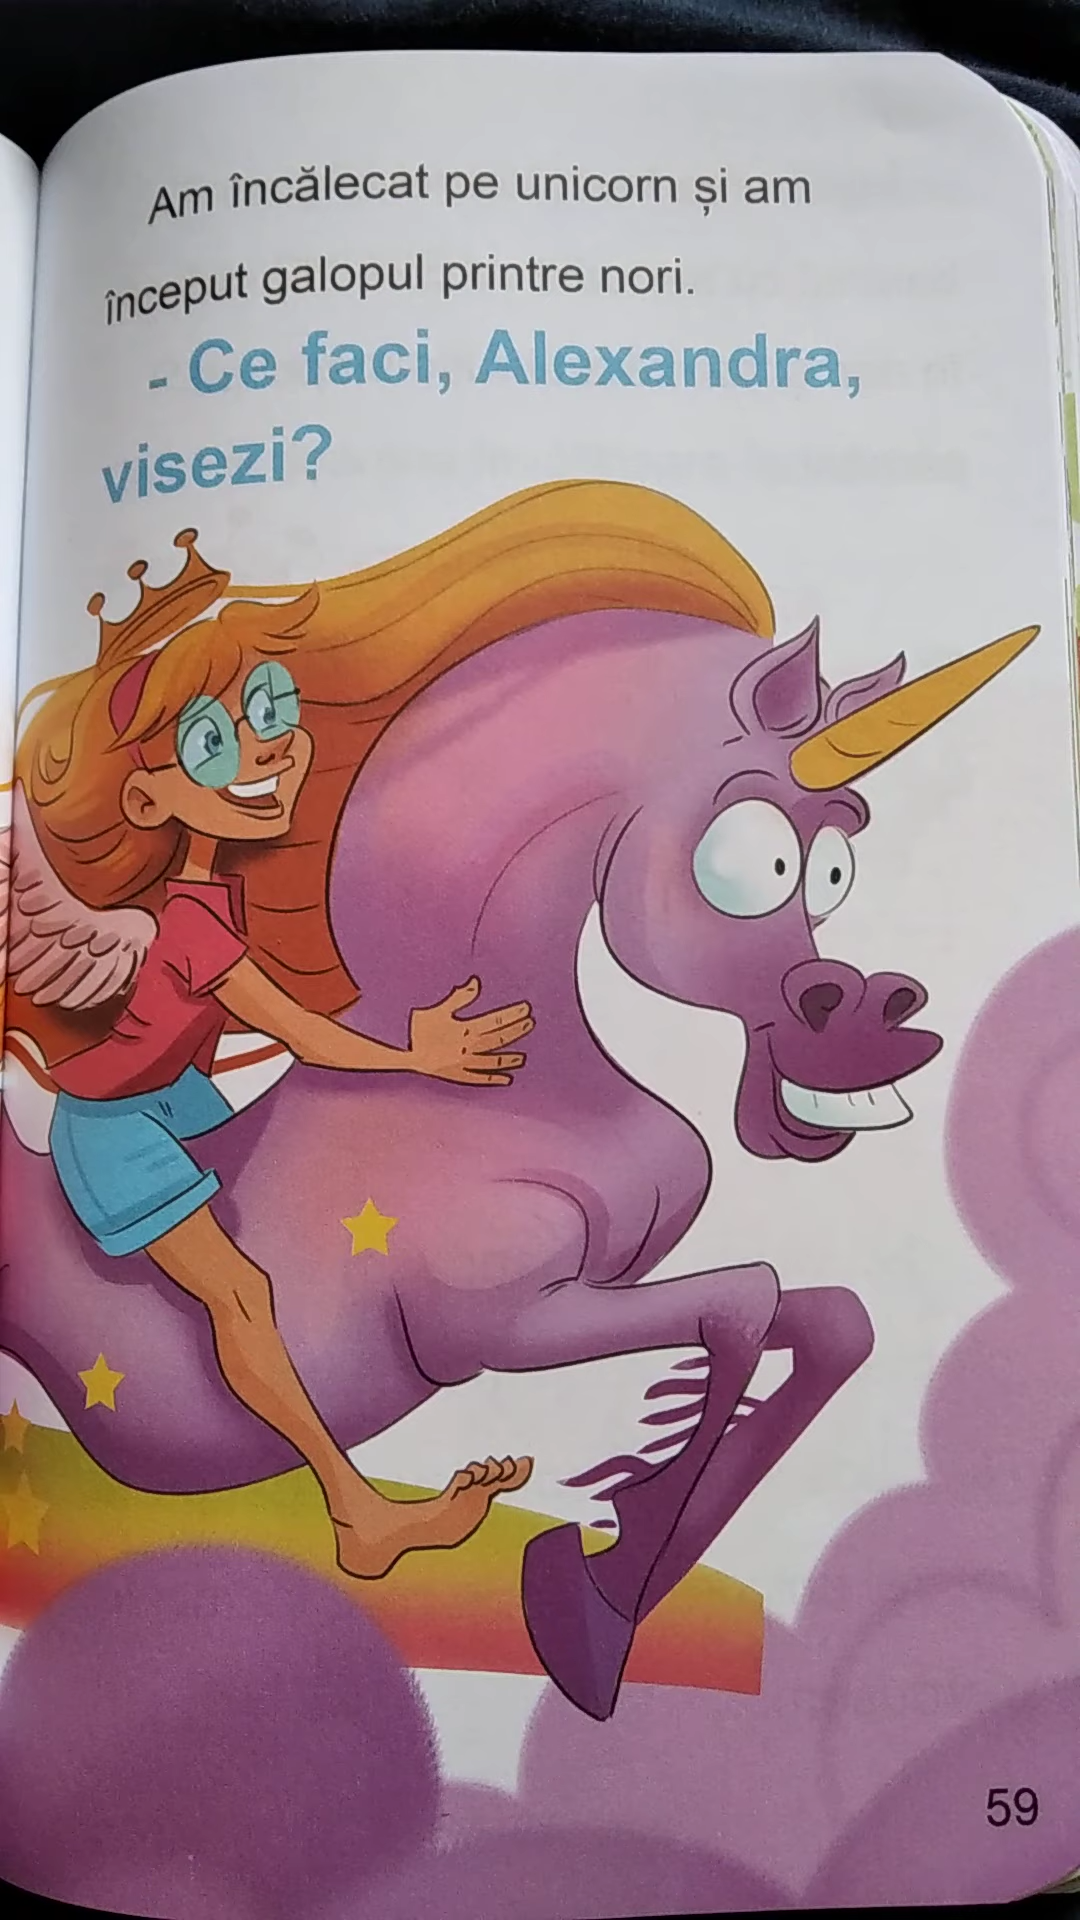 Am încălecat pe unicorn și am
început galopul printre nori.
- Ce faci, Alexandra,
visezi?
59